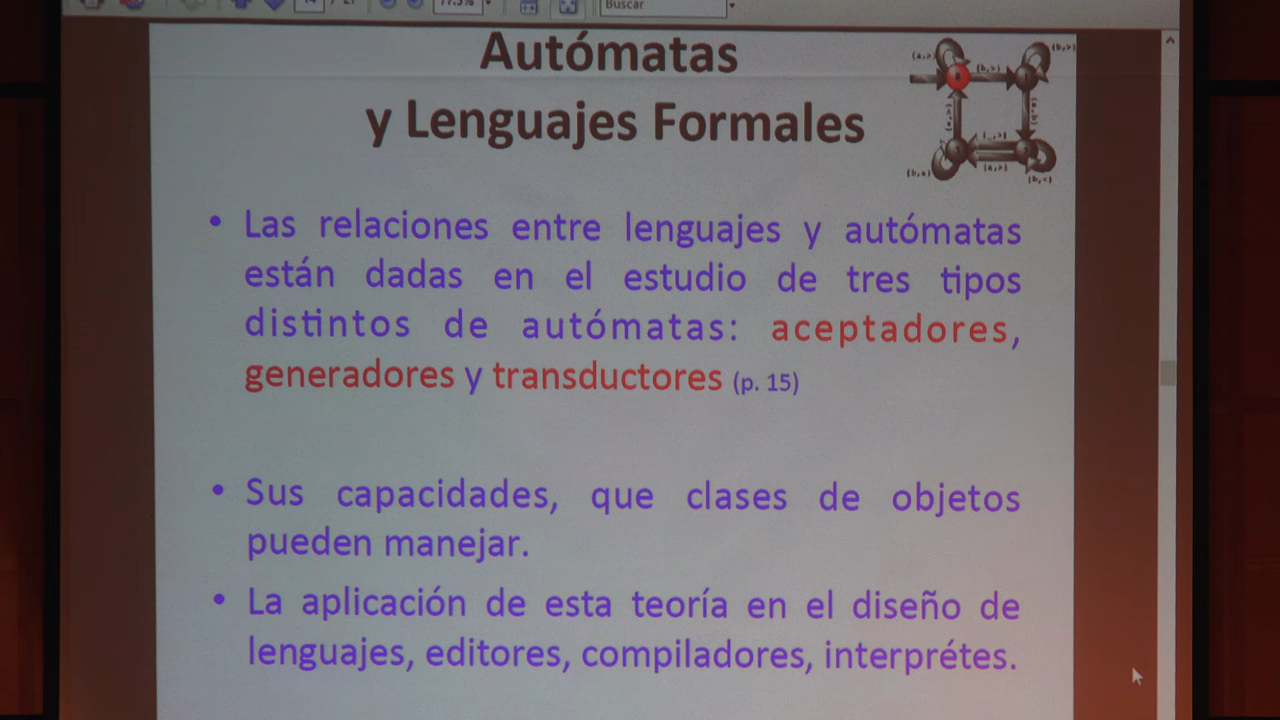 77.5%
Buscar
Autómatas
y Lenguajes Formales
• Las relaciones entre lenguajes y autómatas
están dadas en el estudio de tres tipos
distintos de autómatas: aceptadores,
generadores y transductores (p. 15)
• Sus capacidades, que clases de objetos
pueden manejar.
• La aplicación de esta teoría en el diseño de
lenguajes, editores, compiladores, interprétes.